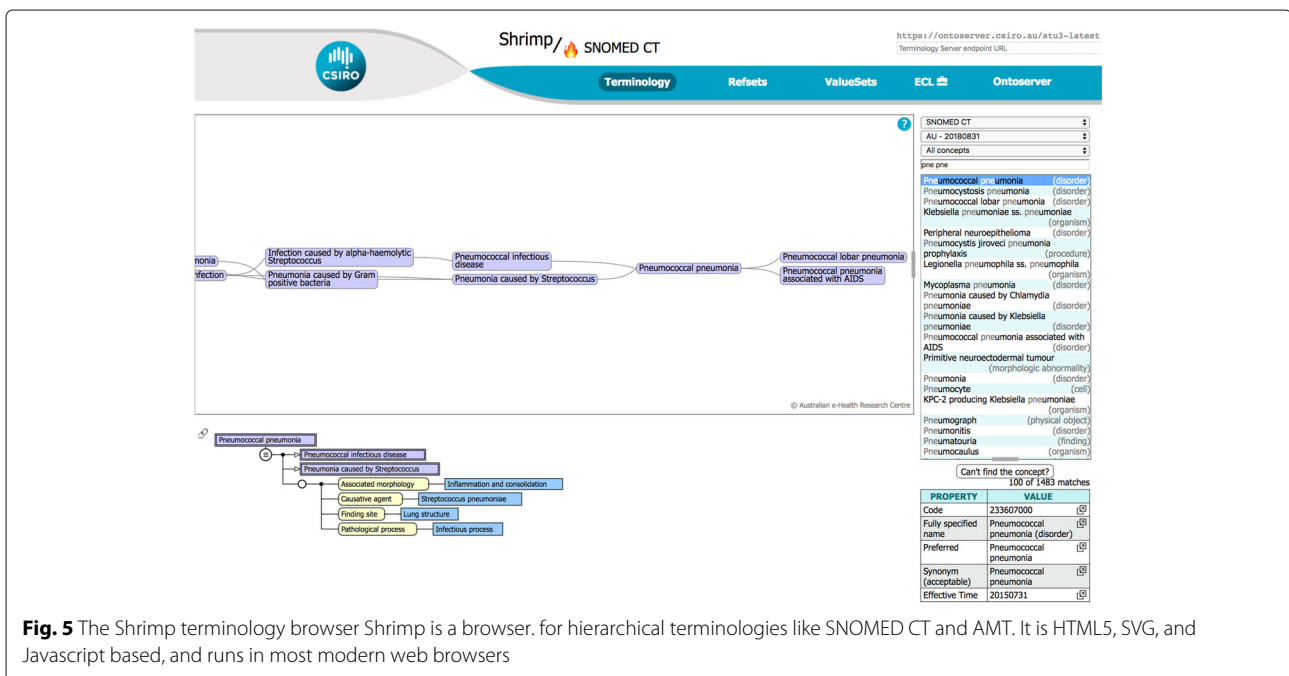 Shrimp/ SNOMED CT
https://ontoserver.csiro.au/stu3-latest
Terminology Server endpoint URL
CSIRO
Terminology Refsets ValueSets ECL Ontoserver
?
SNOMED CT
AU - 20180831
All concepts
pne pne
monia
nfection
Infection caused by alpha-haemolytic
Streptococcus
Pneumonia caused by Gram
positive bacteria
Pneumococcal infectious
disease
Pneumonia caused by Streptococcus
Pneumococcal pneumonia
Pneumococcal lobar pneumonia
Pneumococcal pneumonia
associated with AIDS
© Australian e-Health Research Centre
Pneumococcal pneumonia (disorder)
Pneumocystosis pneumonia (disorder)
Pneumococcal lobar pneumonia (disorder)
Klebsiella pneumoniae ss. pneumoniae
(organism)
Peripheral neuroepithelioma (disorder)
Pneumocystis jiroveci pneumonia
prophylaxis (procedure)
Legionella pneumophila ss. pneumophila
(organism)
Mycoplasma pneumonia (disorder)
Pneumonia caused by Chlamydia
pneumoniae (disorder)
Pneumonia caused by Klebsiella
pneumoniae (disorder)
Pneumococcal pneumonia associated with
AIDS (disorder)
Primitive neuroectodermal tumour
(morphologic abnormality)
Pneumonia (disorder)
Pneumocyte (cell)
KPC-2 producing Klebsiella pneumoniae
(organism)
Pneumograph (physical object)
Pneumonitis (disorder)
Pneumatouria (finding)
Pneumocaulus (organism)
Can't find the concept?
100 of 1483 matches
PROPERTY VALUE
Code 233607000
Fully specified Pneumococcal
name pneumonia (disorder)
Preferred Pneumococcal
pneumonia
Synonym Pneumococcal
(acceptable) pneumonia
Effective Time 20150731
Pneumococcal pneumonia
≡
Pneumococcal infectious disease
Pneumonia caused by Streptococcus
Associated morphology Inflammation and consolidation
Causative agent Streptococcus pneumoniae
Finding site Lung structure
Pathological process Infectious process
Fig. 5 The Shrimp terminology browser Shrimp is a browser. for hierarchical terminologies like SNOMED CT and AMT. It is HTML5, SVG, and
Javascript based, and runs in most modern web browsers